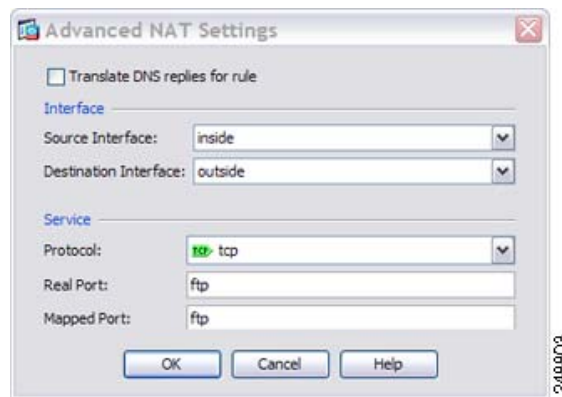 Advanced NAT Settings
Translate DNS replies for rule
Interface
Source Interface: inside
Destination Interface: outside
Service
Protocol: TCP tcp
Real Port: ftp
Mapped Port: ftp
OK Cancel Help
348803